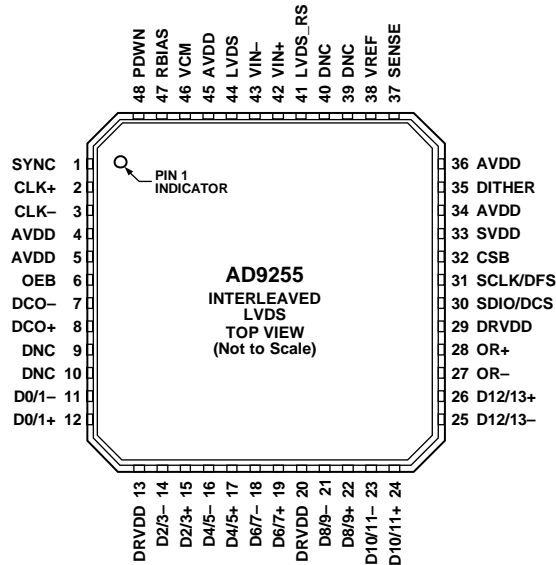 48 PDWN
47 RBIAS
46 VCM
45 AVDD
44 LVDS
43 VIN–
42 VIN+
41 LVDS_RS
40 DNC
39 DNC
38 VREF
37 SENSE
SYNC 1
CLK+ 2
CLK– 3
AVDD 4
AVDD 5
OEB 6
DCO– 7
DCO+ 8
DNC 9
DNC 10
D0/1– 11
D0/1+ 12
PIN 1
INDICATOR
AD9255
INTERLEAVED
LVDS
TOP VIEW
(Not to Scale)
36 AVDD
35 DITHER
34 AVDD
33 SVDD
32 CSB
31 SCLK/DFS
30 SDIO/DCS
29 DRVDD
28 OR+
27 OR–
26 D12/13+
25 D12/13–
DRVDD 13
D2/3– 14
D2/3+ 15
D4/5– 16
D4/5+ 17
D6/7– 18
D6/7+ 19
DRVDD 20
D8/9– 21
D8/9+ 22
D10/11– 23
D10/11+ 24